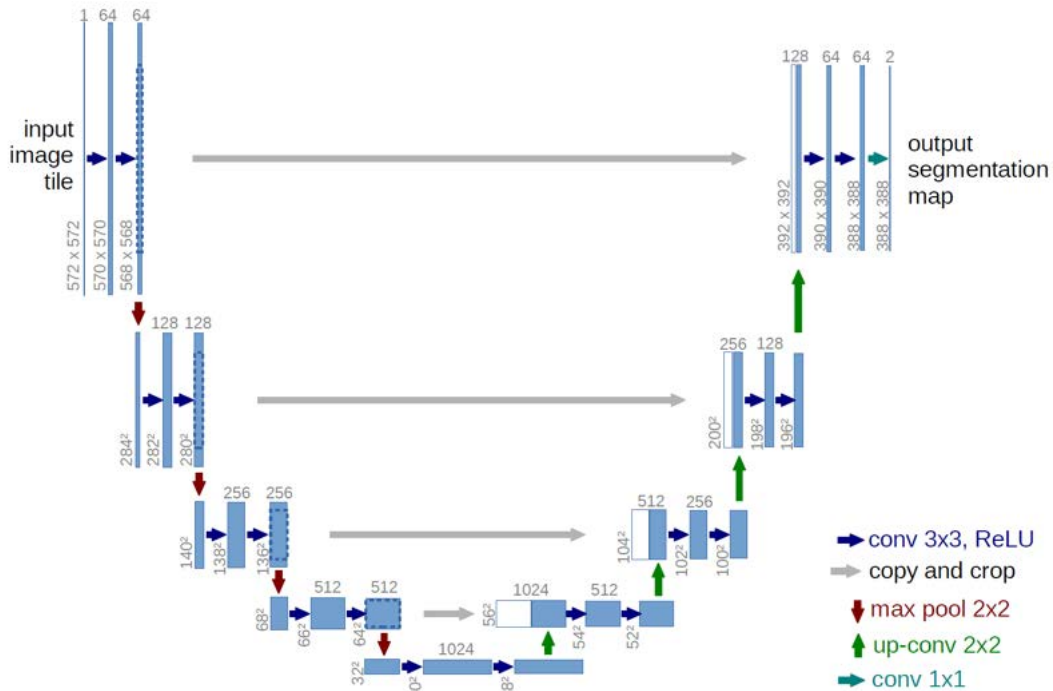 1
64
64
input
image
tile
572 x 572
570 x 570
568 x 568
128
64
64
2
output
segmentation
map
392 x 392
390 x 390
388 x 388
388 x 388
128
128
284²
282²
280²
256
128
200²
198²
196²
256
256
140²
138²
136²
512
256
104²
102²
100²
512
512
68²
66²
64²
1024
512
56²
54²
52²
1024
32²
0²
8²
conv 3x3, ReLU
copy and crop
max pool 2x2
up-conv 2x2
conv 1x1